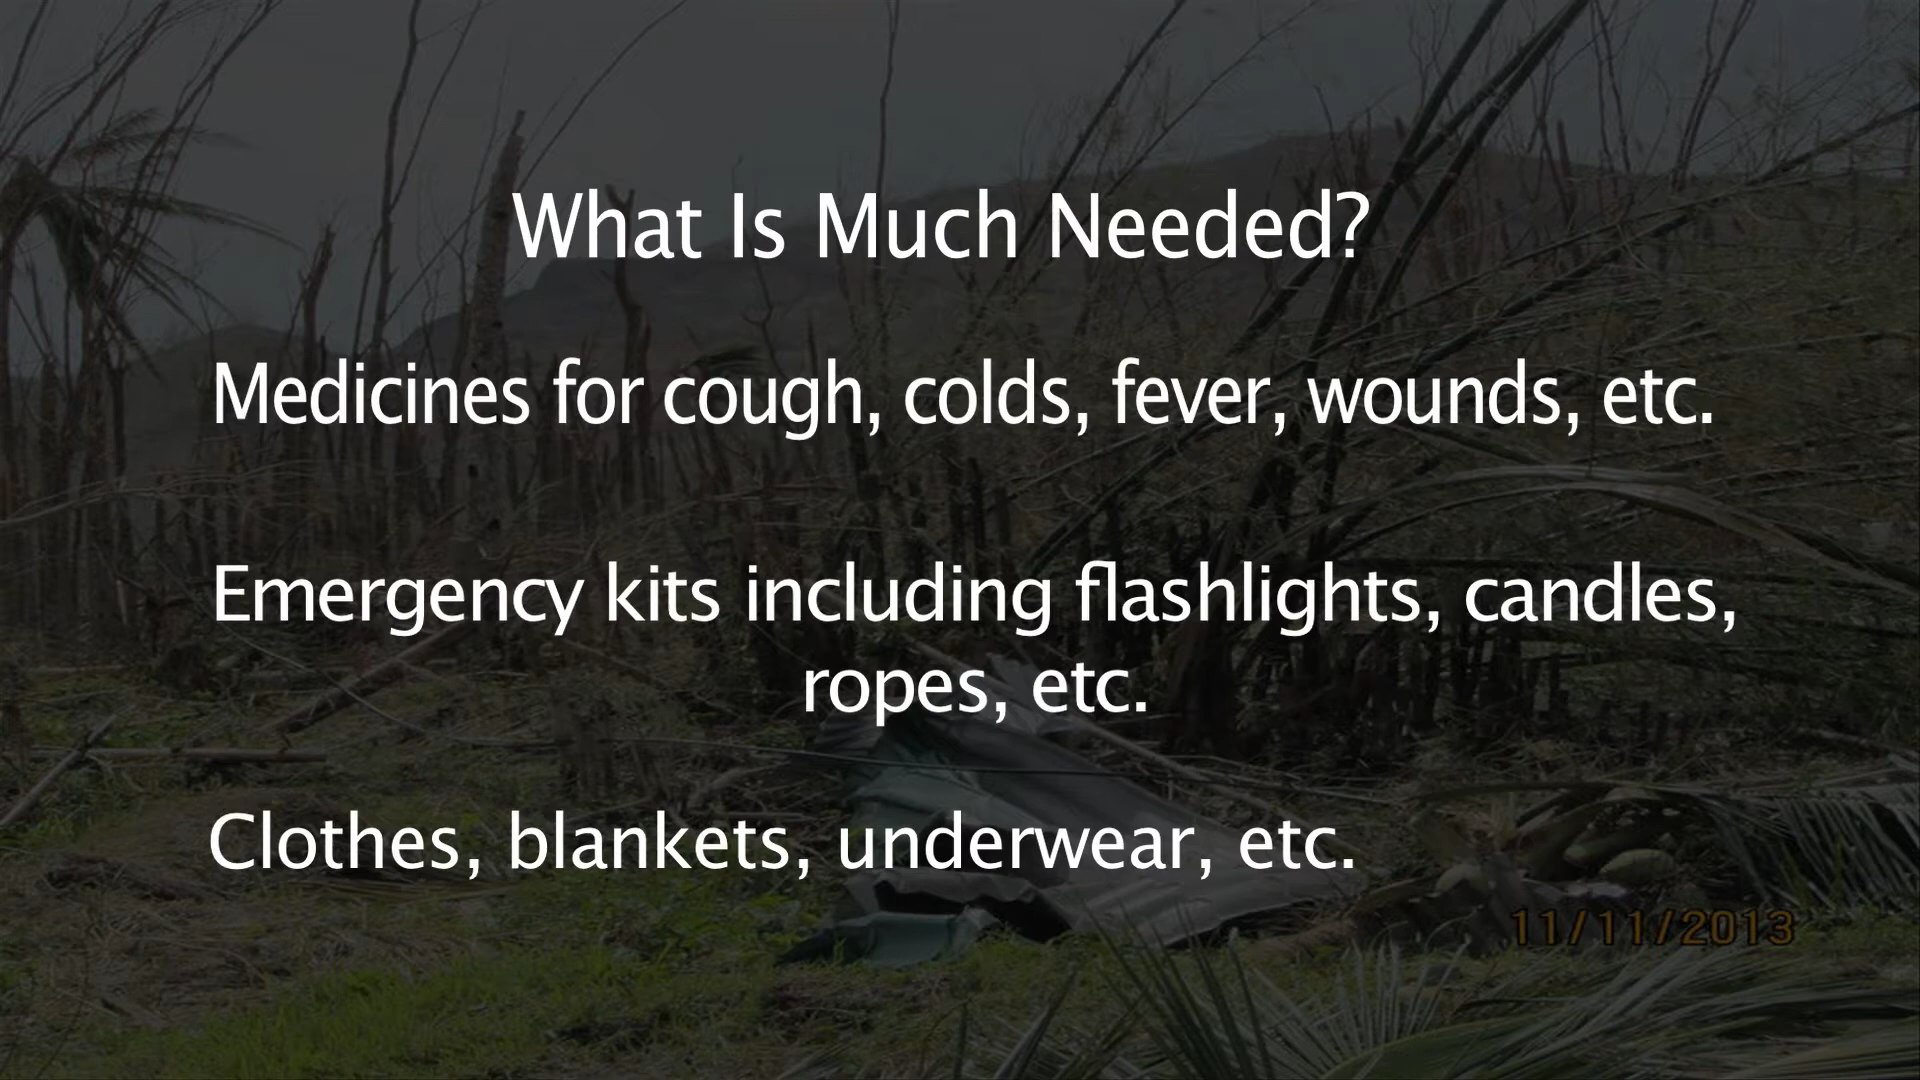 What Is Much Needed?
Medicines for cough, colds, fever, wounds, etc.
Emergency kits including flashlights, candles,
ropes, etc.
Clothes, blankets, underwear, etc.
11/11/2013